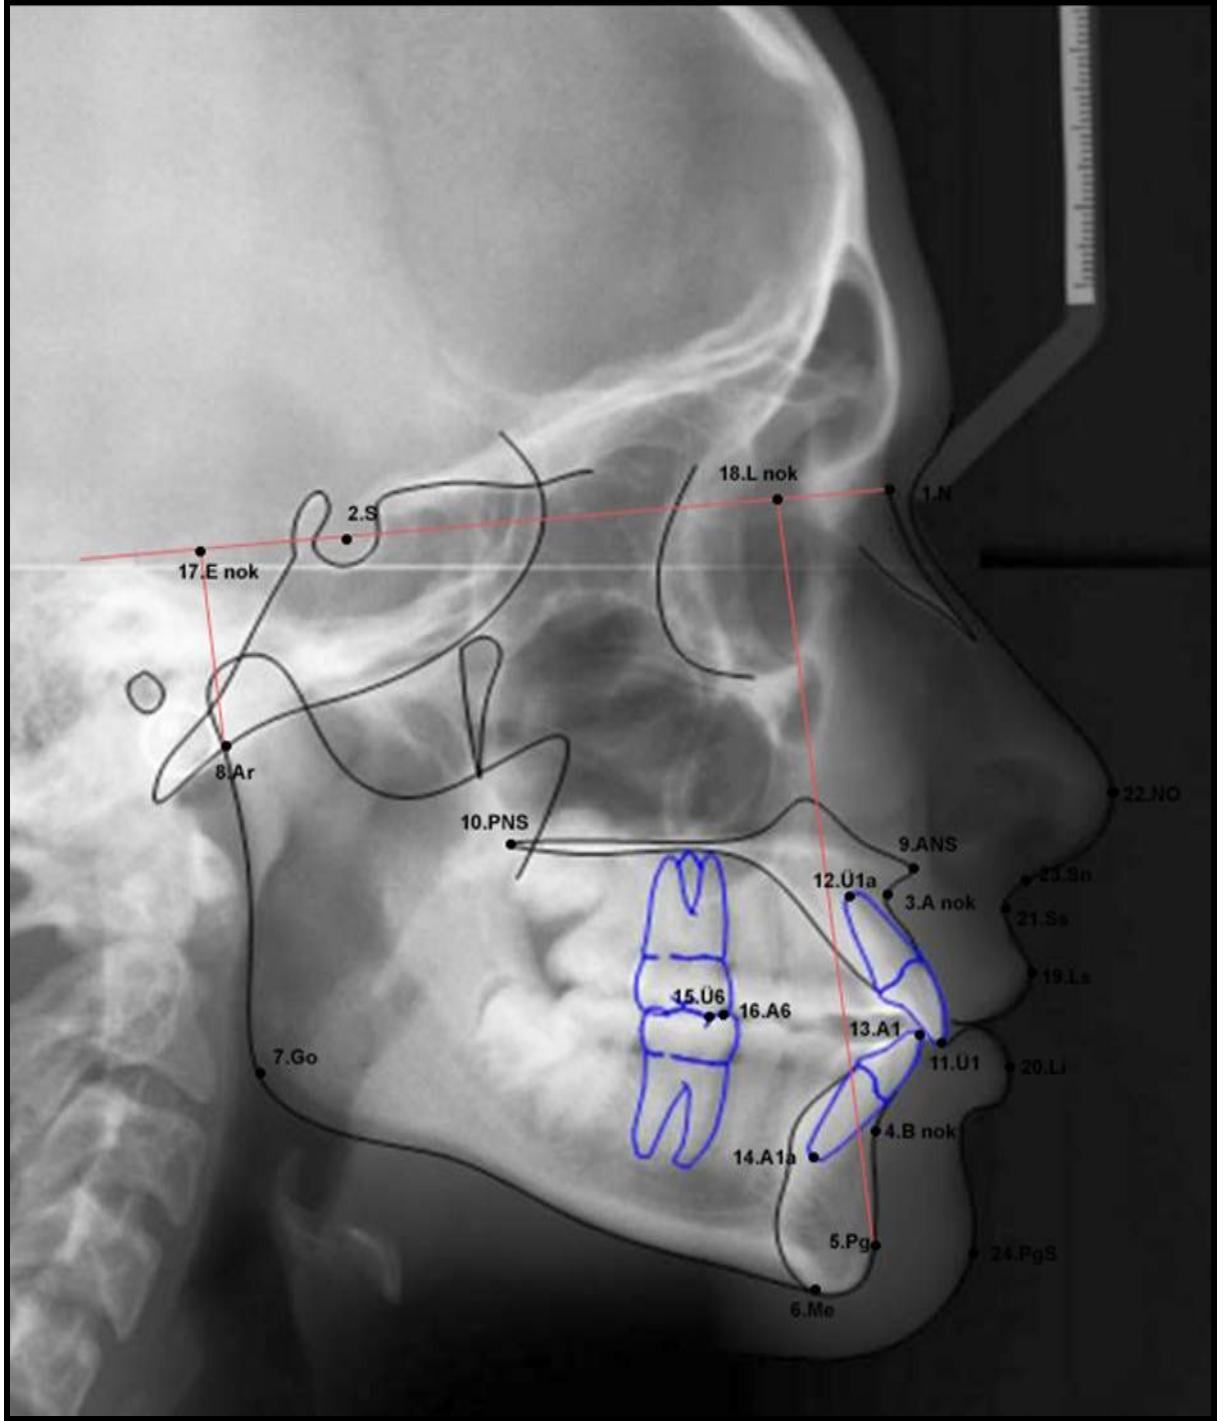 18.L nok
1.N
2.S
17.E nok
8.Ar
22.NO
10.PNS
9.ANS
23.Sn
12.Ü1a
3.A nok
21.Ss
19.Ls
15.Ü6
16.A6
13.A1
11.Ü1
7.Go
20.Li
4.B nok
14.A1a
5.Pg
24.PgS
6.Me